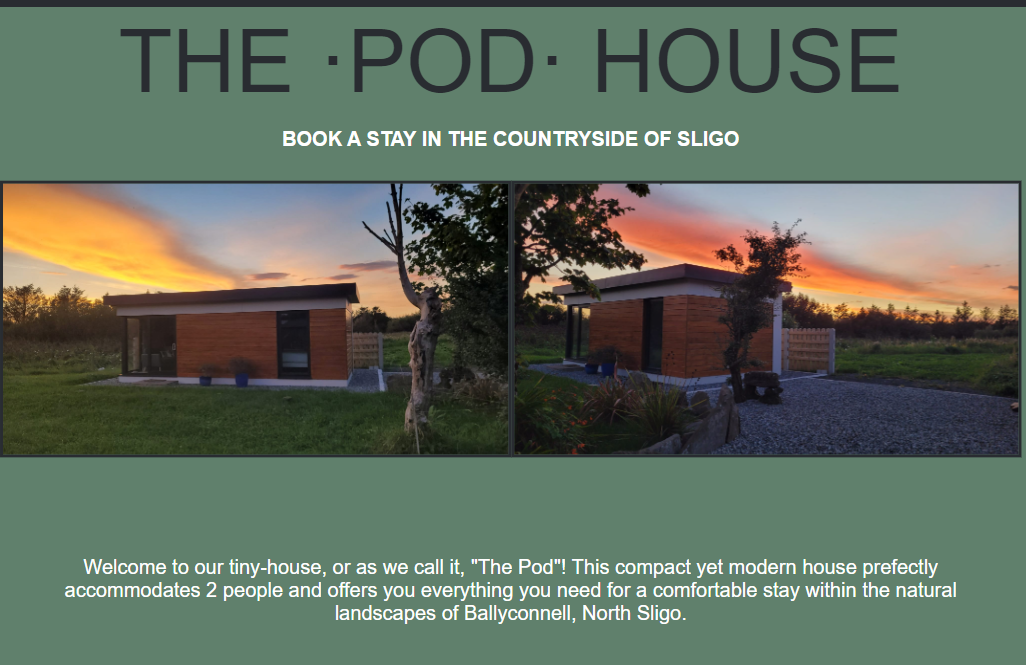 THE ·POD· HOUSE
BOOK A STAY IN THE COUNTRYSIDE OF SLIGO
Welcome to our tiny-house, or as we call it, "The Pod"! This compact yet modern house prefectly
accommodates 2 people and offers you everything you need for a comfortable stay within the natural
landscapes of Ballyconnell, North Sligo.